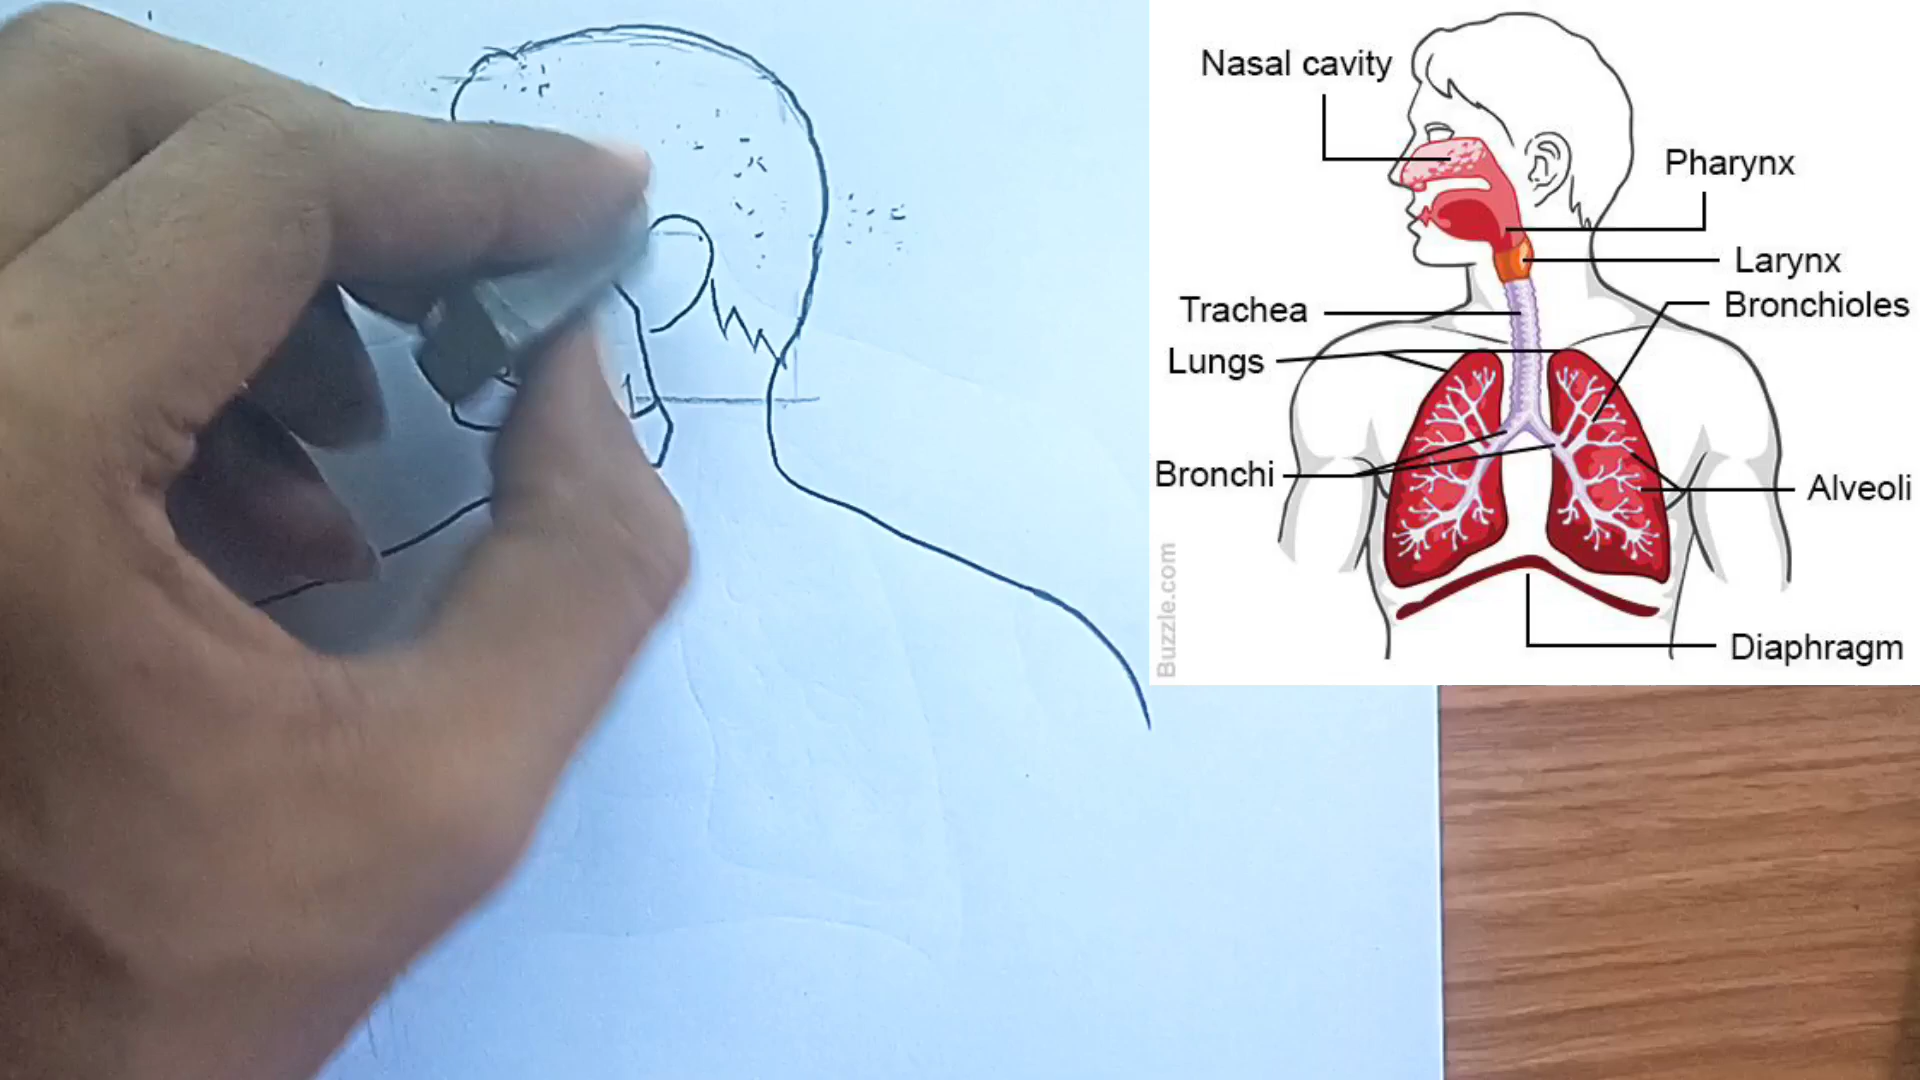 Nasal cavity
Pharynx
Larynx
Bronchioles
Trachea
Lungs
Bronchi
Alveoli
Diaphragm
Buzzle.com